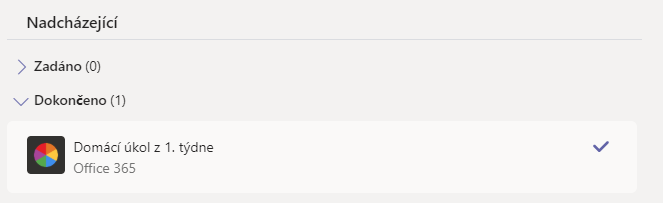 Nadcházející
Zadáno (0)
Dokončeno (1)
Domácí úkol z 1. týdne
Office 365